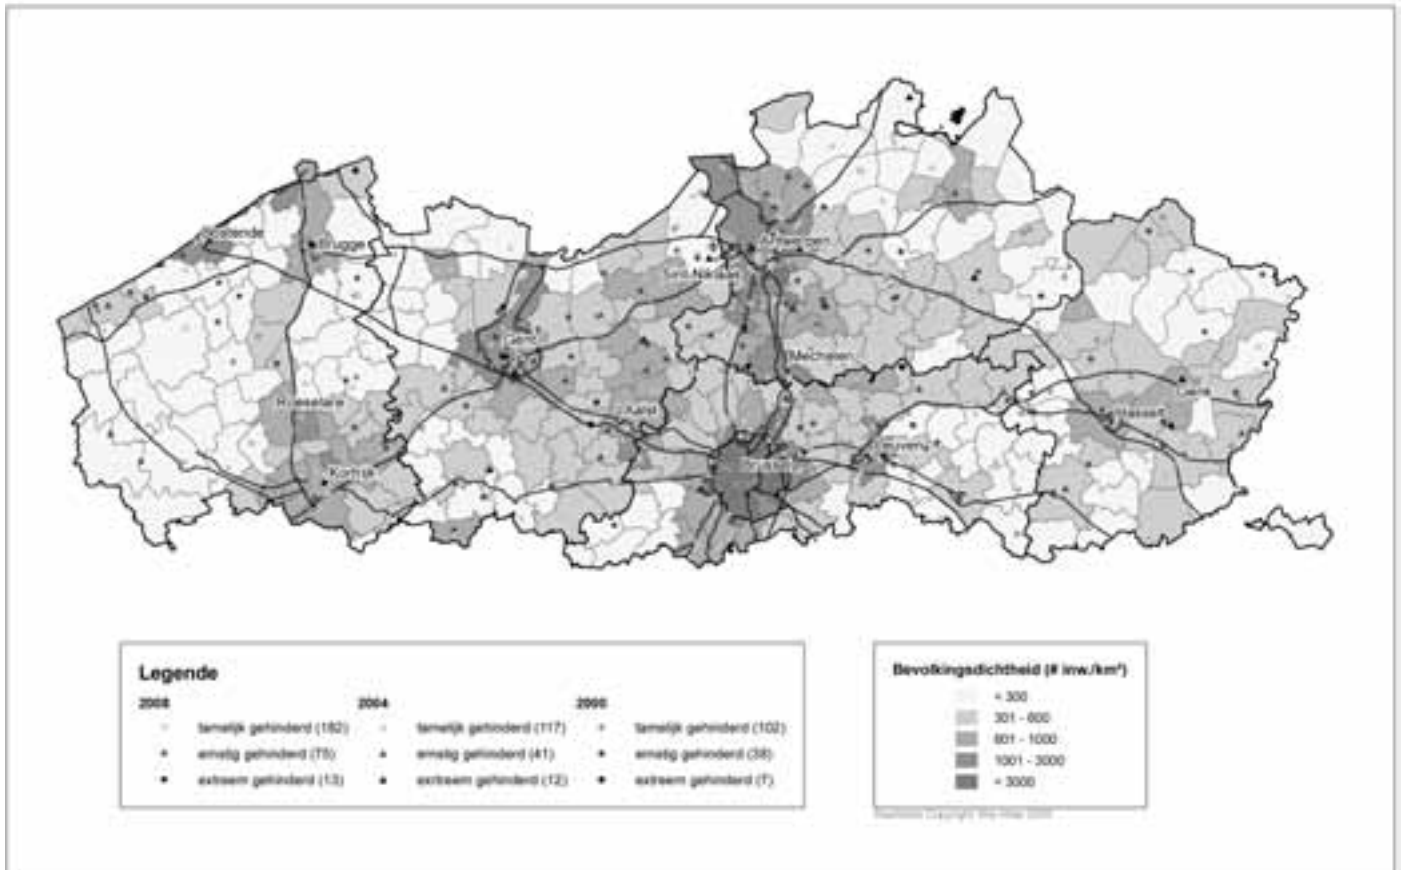 Oostende
Brugge
Antwerpen
Sint-Niklaas
Gent
Mechelen
Roeselare
Aalst
Genk
Hasselt
Leuven
Kortrijk
Brussel
Legende
2008
2004
2000
tamelijk gehinderd (182)
tamelijk gehinderd (117)
tamelijk gehinderd (102)
ernstig gehinderd (75)
ernstig gehinderd (41)
ernstig gehinderd (38)
extreem gehinderd (13)
extreem gehinderd (12)
extreem gehinderd (7)
Bevolkingsdichtheid (# inw./km²)
< 300
301 - 600
601 - 1000
1001 - 3000
Copyright